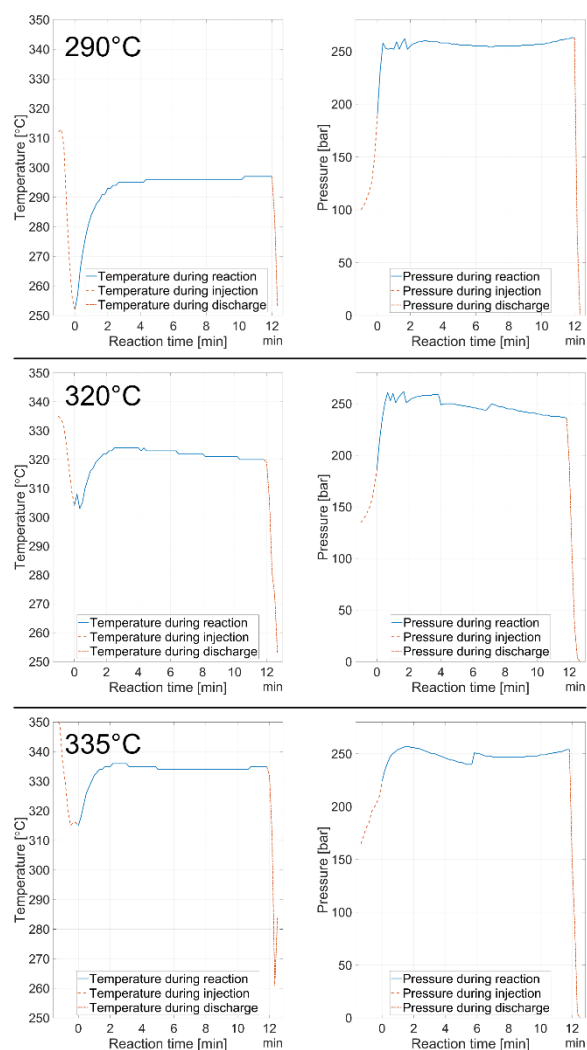 290°C
Temperature [°C]
350
340
330
320
310
300
290
280
270
260
250
Temperature during reaction
Temperature during injection
Temperature during discharge
0 2 4 6 8 10 12
min
Reaction time [min]
Pressure [bar]
250
200
150
100
50
0
Pressure during reaction
Pressure during injection
Pressure during discharge
0 2 4 6 8 10 12
min
Reaction time [min]
320°C
Temperature [°C]
350
340
330
320
310
300
290
280
270
260
250
Temperature during reaction
Temperature during injection
Temperature during discharge
0 2 4 6 8 10 12
min
Reaction time [min]
Pressure [bar]
250
200
150
100
50
0
Pressure during reaction
Pressure during injection
Pressure during discharge
0 2 4 6 8 10 12
min
Reaction time [min]
335°C
Temperature [°C]
350
340
330
320
310
300
290
280
270
260
250
Temperature during reaction
Temperature during injection
Temperature during discharge
0 2 4 6 8 10 12
min
Reaction time [min]
Pressure [bar]
250
200
150
100
50
0
Pressure during reaction
Pressure during injection
Pressure during discharge
0 2 4 6 8 10 12
min
Reaction time [min]